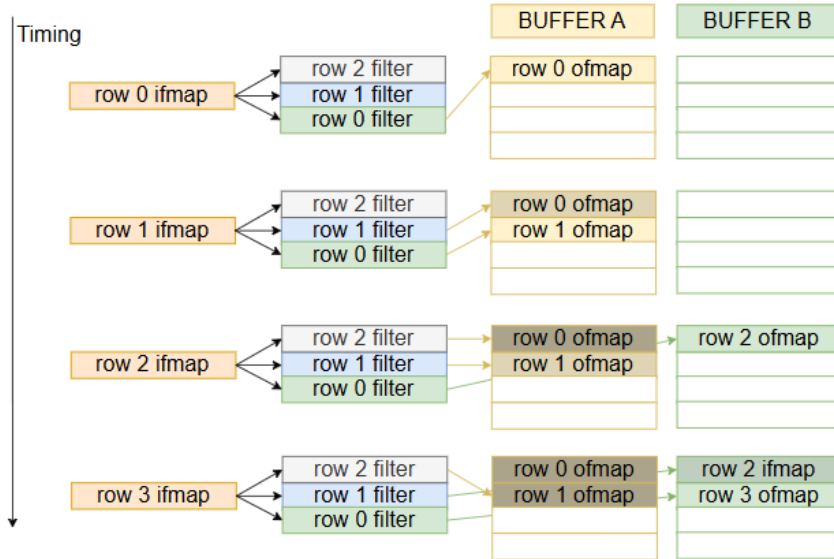 BUFFER A
BUFFER B
Timing
row 0 ifmap
row 2 filter
row 1 filter
row 0 filter
row 0 ofmap
row 1 ifmap
row 2 filter
row 1 filter
row 0 filter
row 0 ofmap
row 1 ofmap
row 2 ifmap
row 2 filter
row 1 filter
row 0 filter
row 0 ofmap
row 1 ofmap
row 2 ofmap
row 3 ifmap
row 2 filter
row 1 filter
row 0 filter
row 0 ofmap
row 1 ofmap
row 2 ifmap
row 3 ofmap